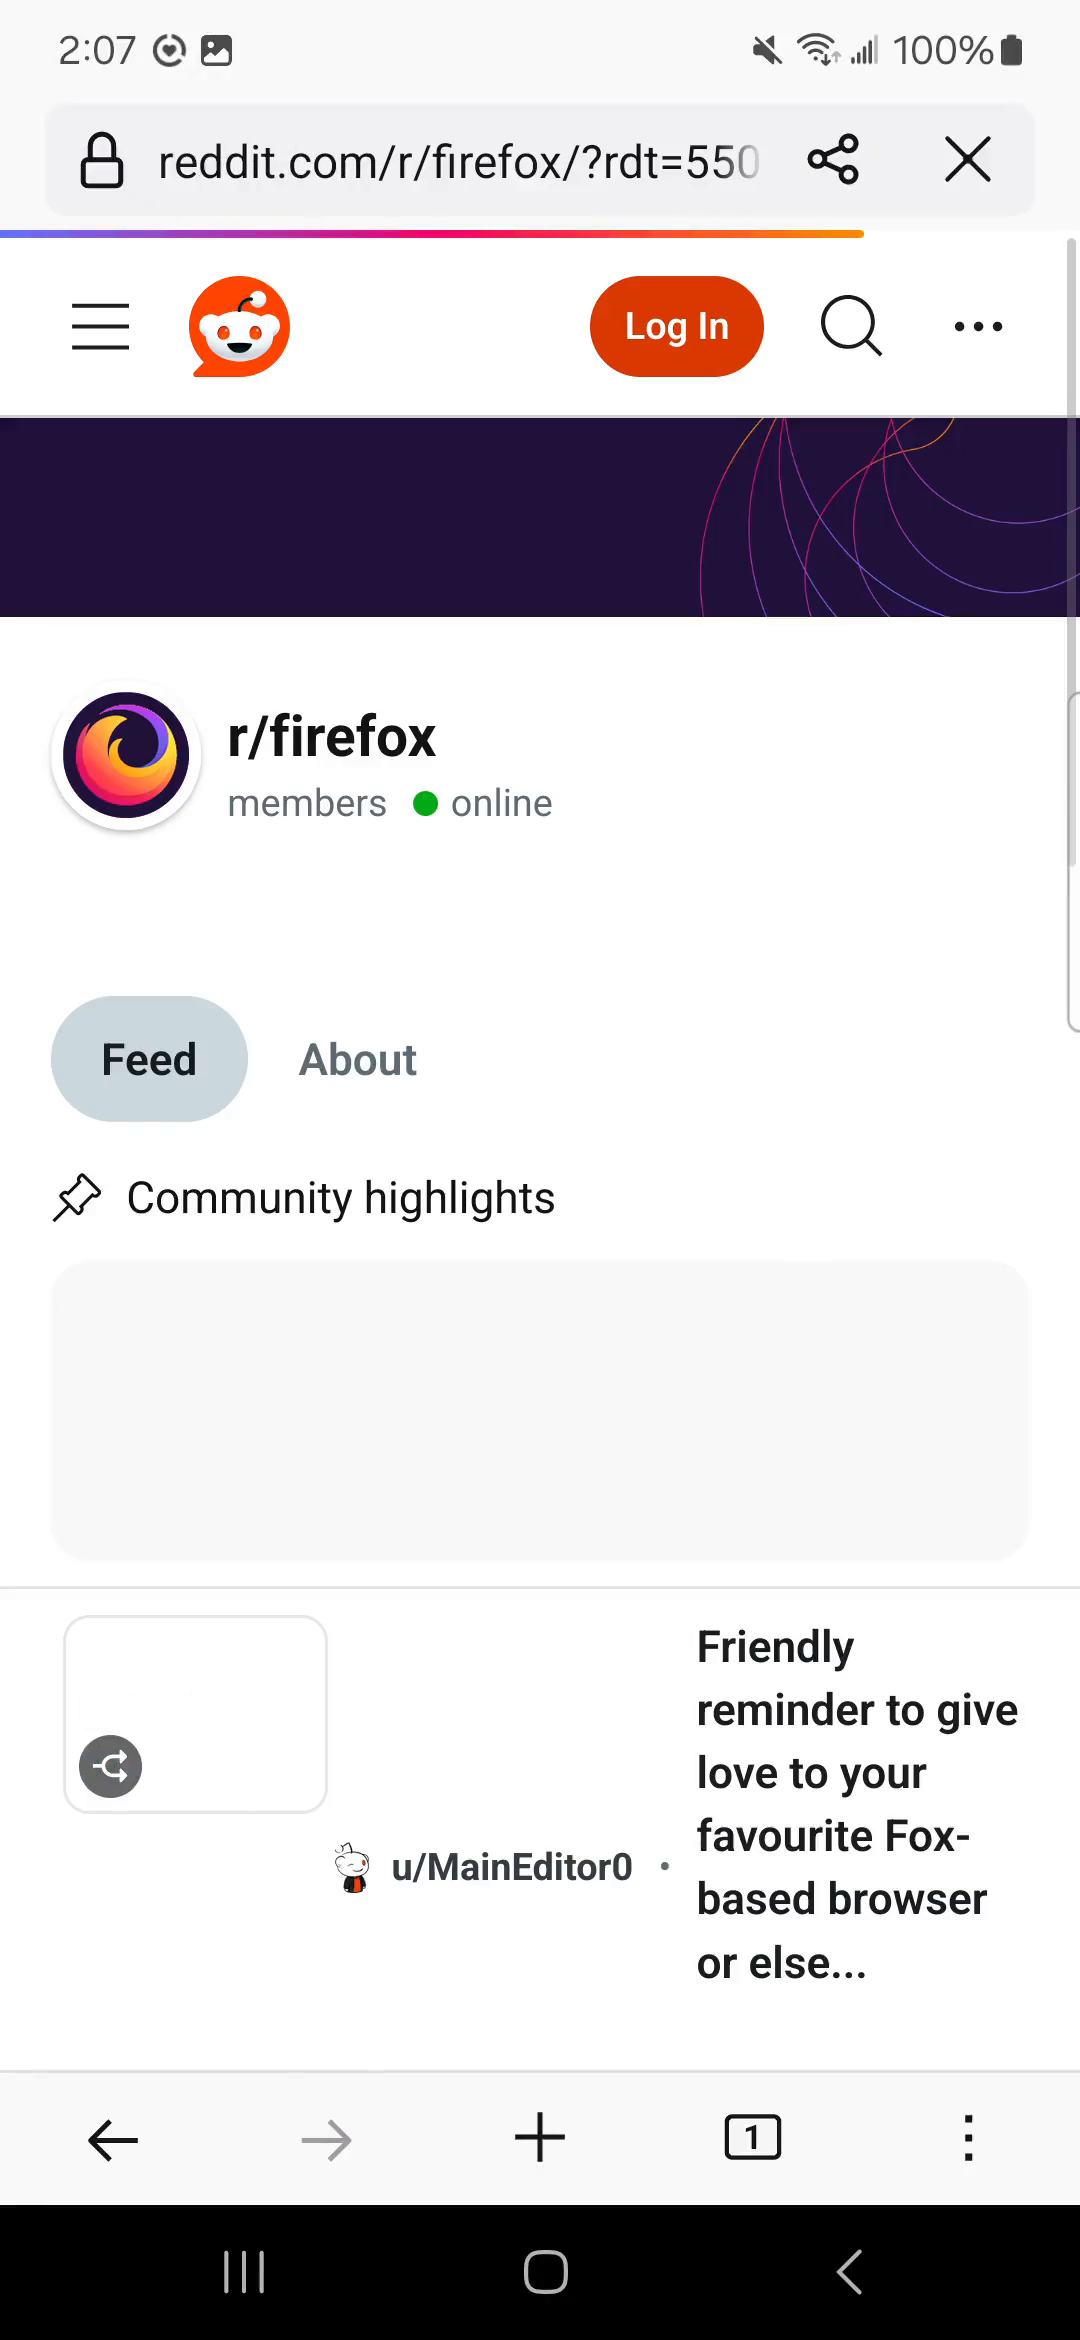 2:07
100%
reddit.com/r/firefox/?rdt=550
Log In
r/firefox
members online
Feed About
Community highlights
Friendly
reminder to give
love to your
favourite Fox-
based browser
or else...
u/MainEditor0 •
1